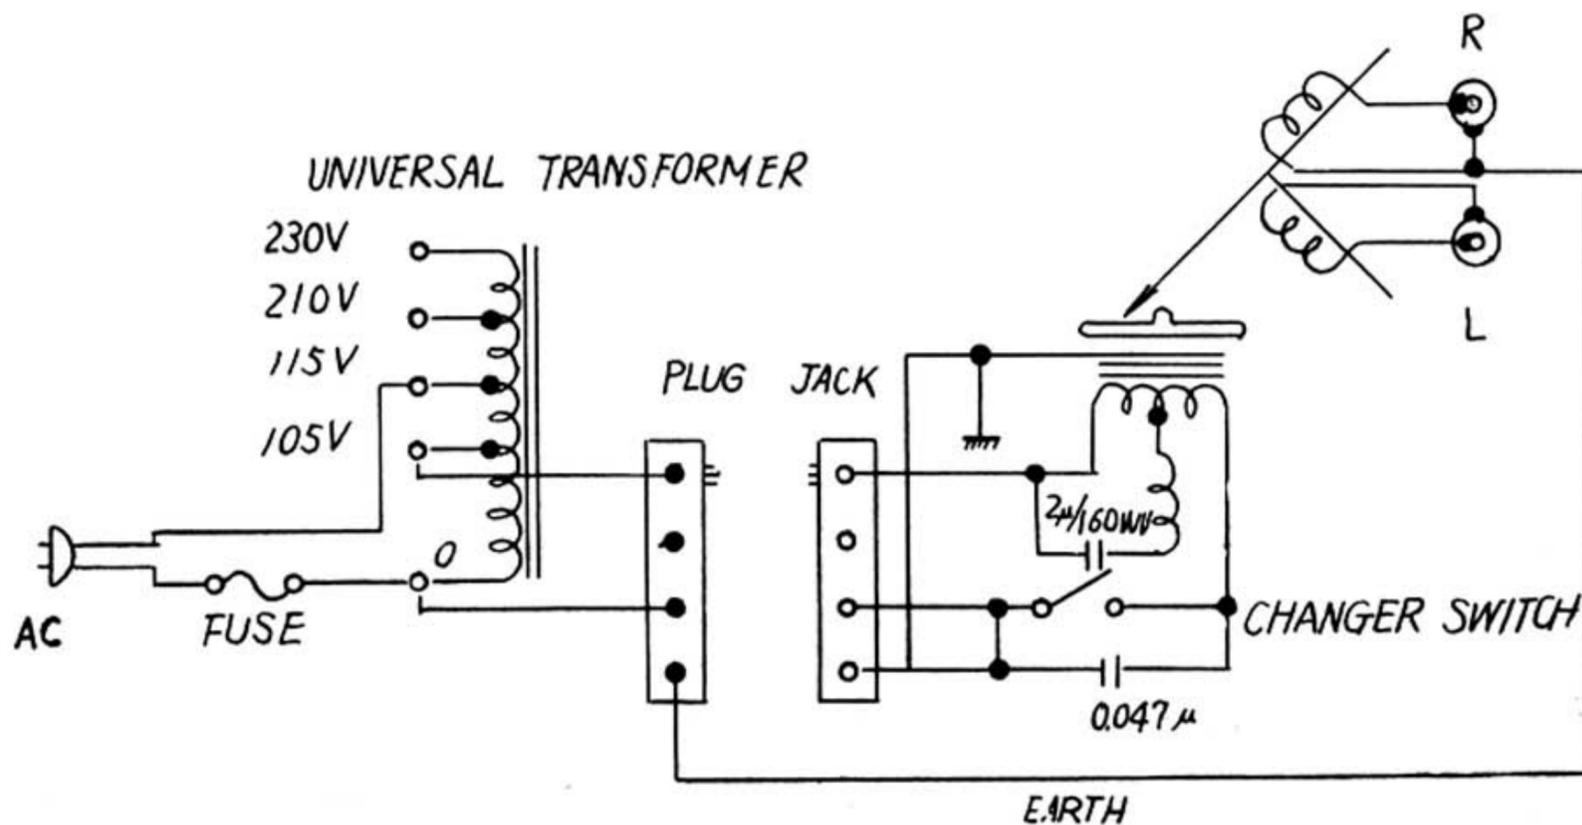 R
UNIVERSAL TRANSFORMER
230V
210V
115V
105V
0
AC
FUSE
PLUG
JACK
L
2μ/160WV
CHANGER SWITCH
0.047μ
EARTH